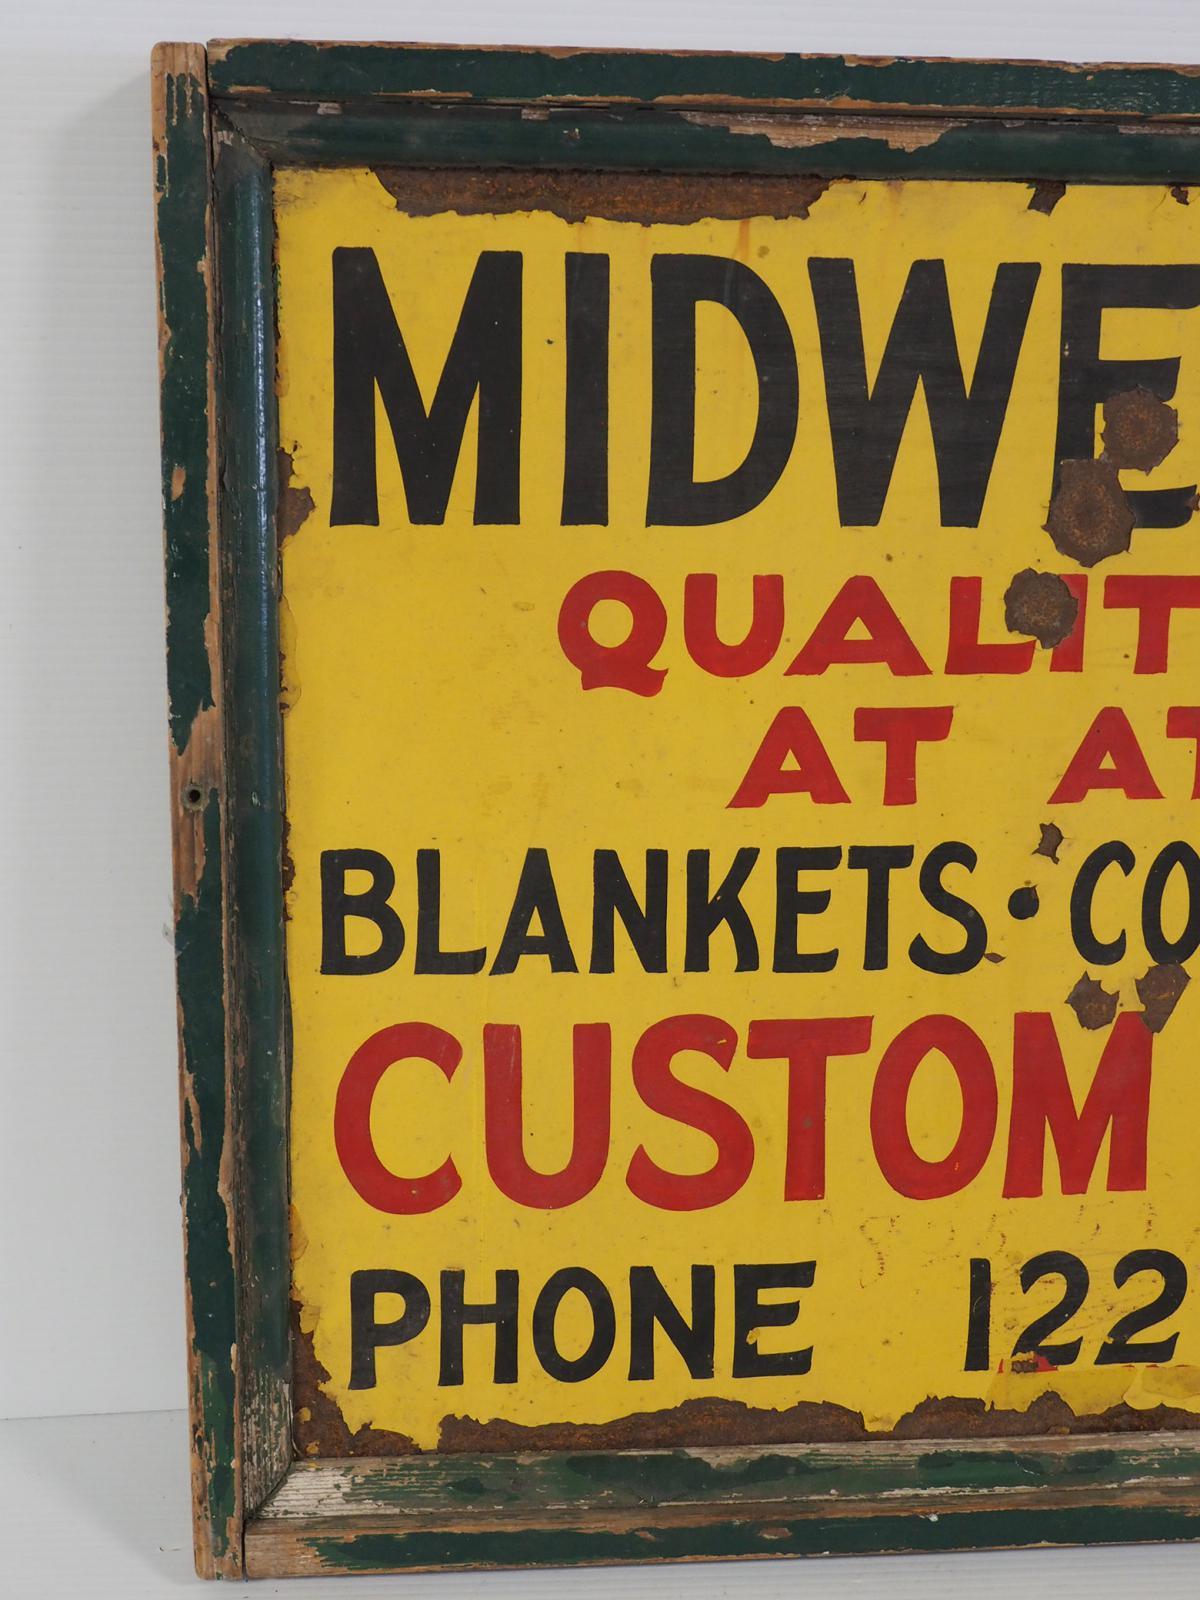 MIDWE
QUALIT
AT AT
BLANKETS • CO
CUSTOM
PHONE 122